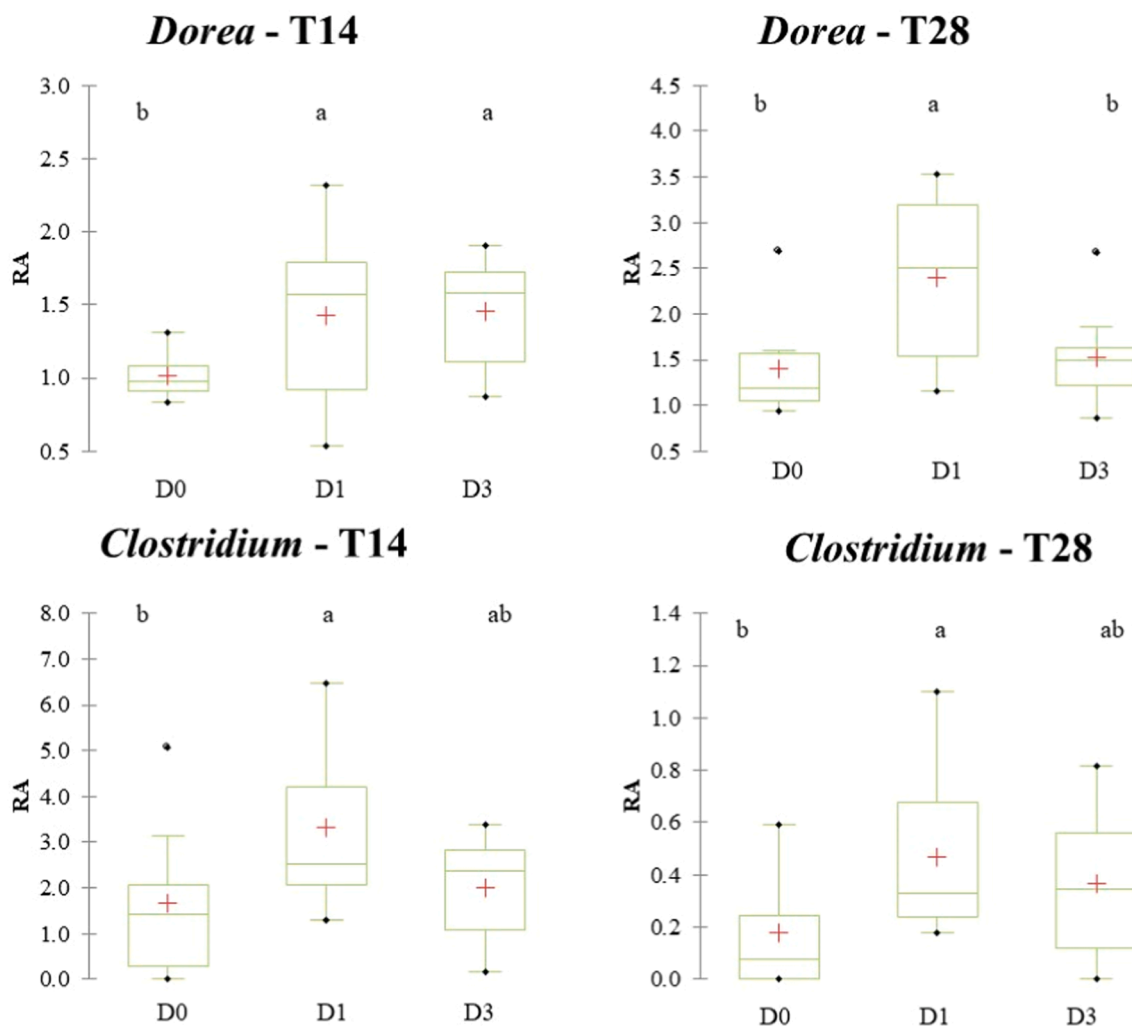 Dorea - T14
3.0
2.5
2.0
1.5
1.0
0.5
RA
b a a
D0 D1 D3
Dorea - T28
4.5
4.0
3.5
3.0
2.5
2.0
1.5
1.0
0.5
RA
b a b
D0 D1 D3
Clostridium - T14
8.0
7.0
6.0
5.0
4.0
3.0
2.0
1.0
0.0
RA
b a ab
D0 D1 D3
Clostridium - T28
1.4
1.2
1.0
0.8
0.6
0.4
0.2
0.0
RA
b a ab
D0 D1 D3